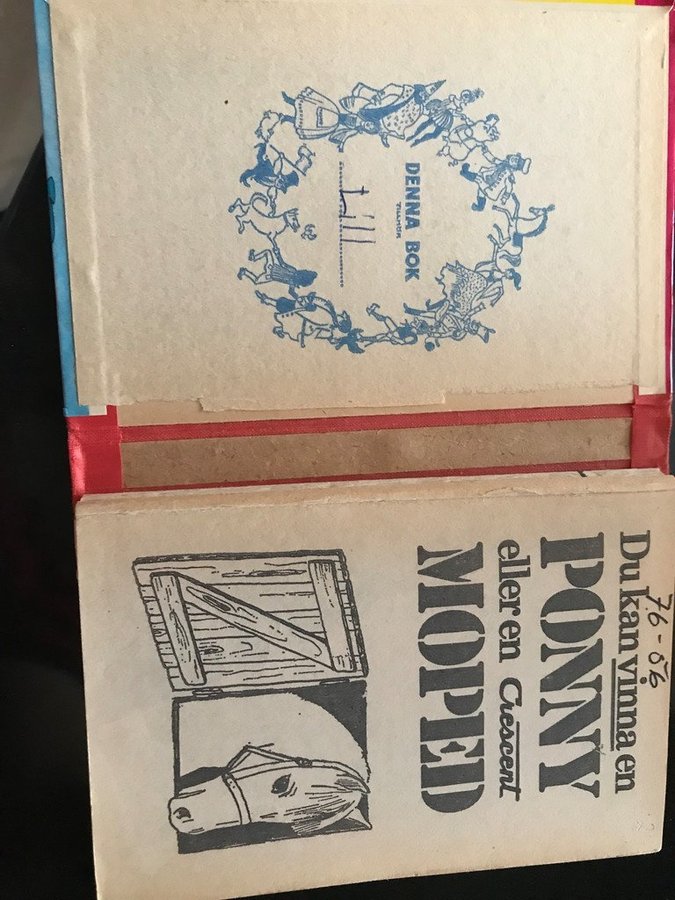 DENNA BOK
TILLHÖR
Du kan vinna en
PONNY
eller en Crescent
MOPED